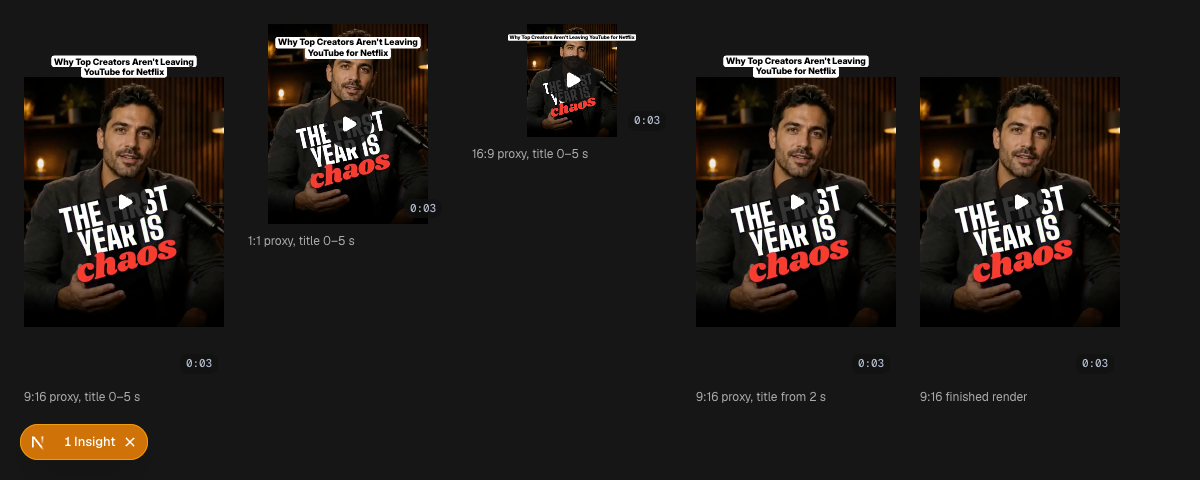 Why Top Creators Aren't Leaving
YouTube for Netflix
THE FIRST
YEAR IS
chaos
0:03
9:16 proxy, title 0–5 s
Why Top Creators Aren't Leaving
YouTube for Netflix
THE FIRST
YEAR IS
chaos
0:03
1:1 proxy, title 0–5 s
Why Top Creators Aren't Leaving YouTube for Netflix
THE FIRST
YEAR IS
chaos
0:03
16:9 proxy, title 0–5 s
Why Top Creators Aren't Leaving
YouTube for Netflix
THE FIRST
YEAR IS
chaos
0:03
9:16 proxy, title from 2 s
THE FIRST
YEAR IS
chaos
0:03
9:16 finished render
N 1 Insight